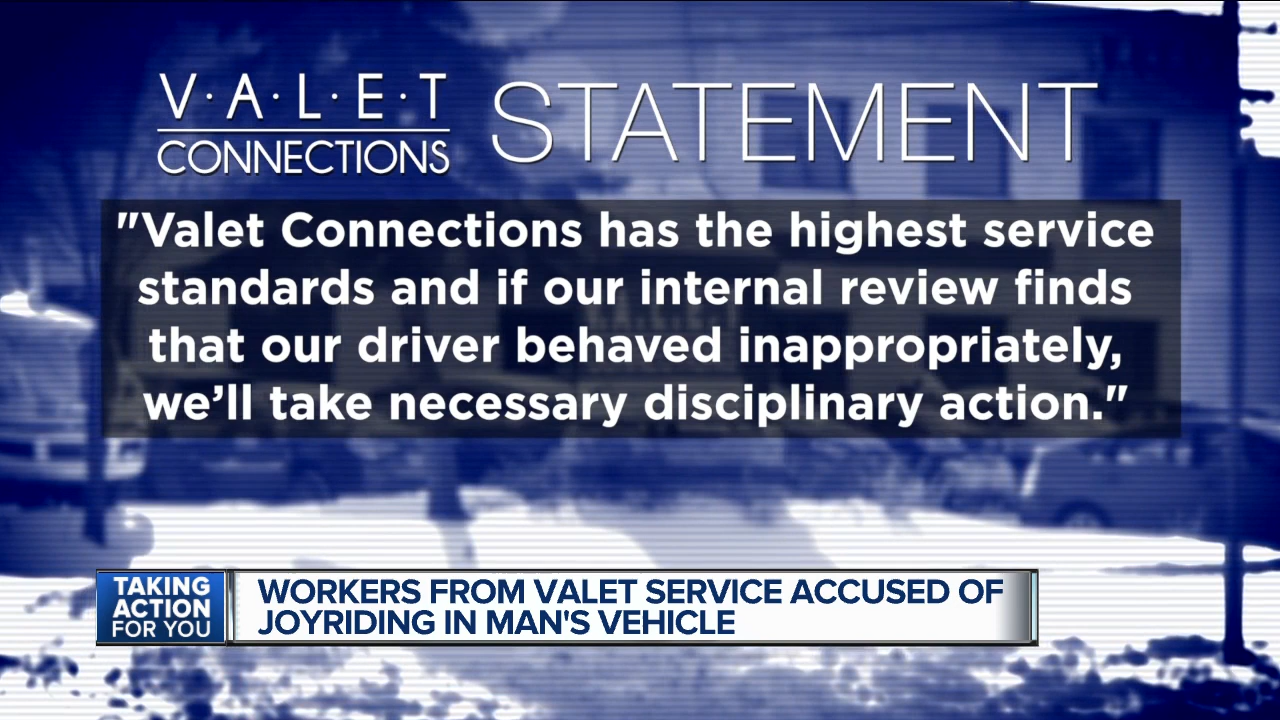 V·A·L·E·T
CONNECTIONS
STATEMENT
"Valet Connections has the highest service
standards and if our internal review finds
that our driver behaved inappropriately,
we’ll take necessary disciplinary action."
TAKING
ACTION
FOR YOU
WORKERS FROM VALET SERVICE ACCUSED OF
JOYRIDING IN MAN'S VEHICLE